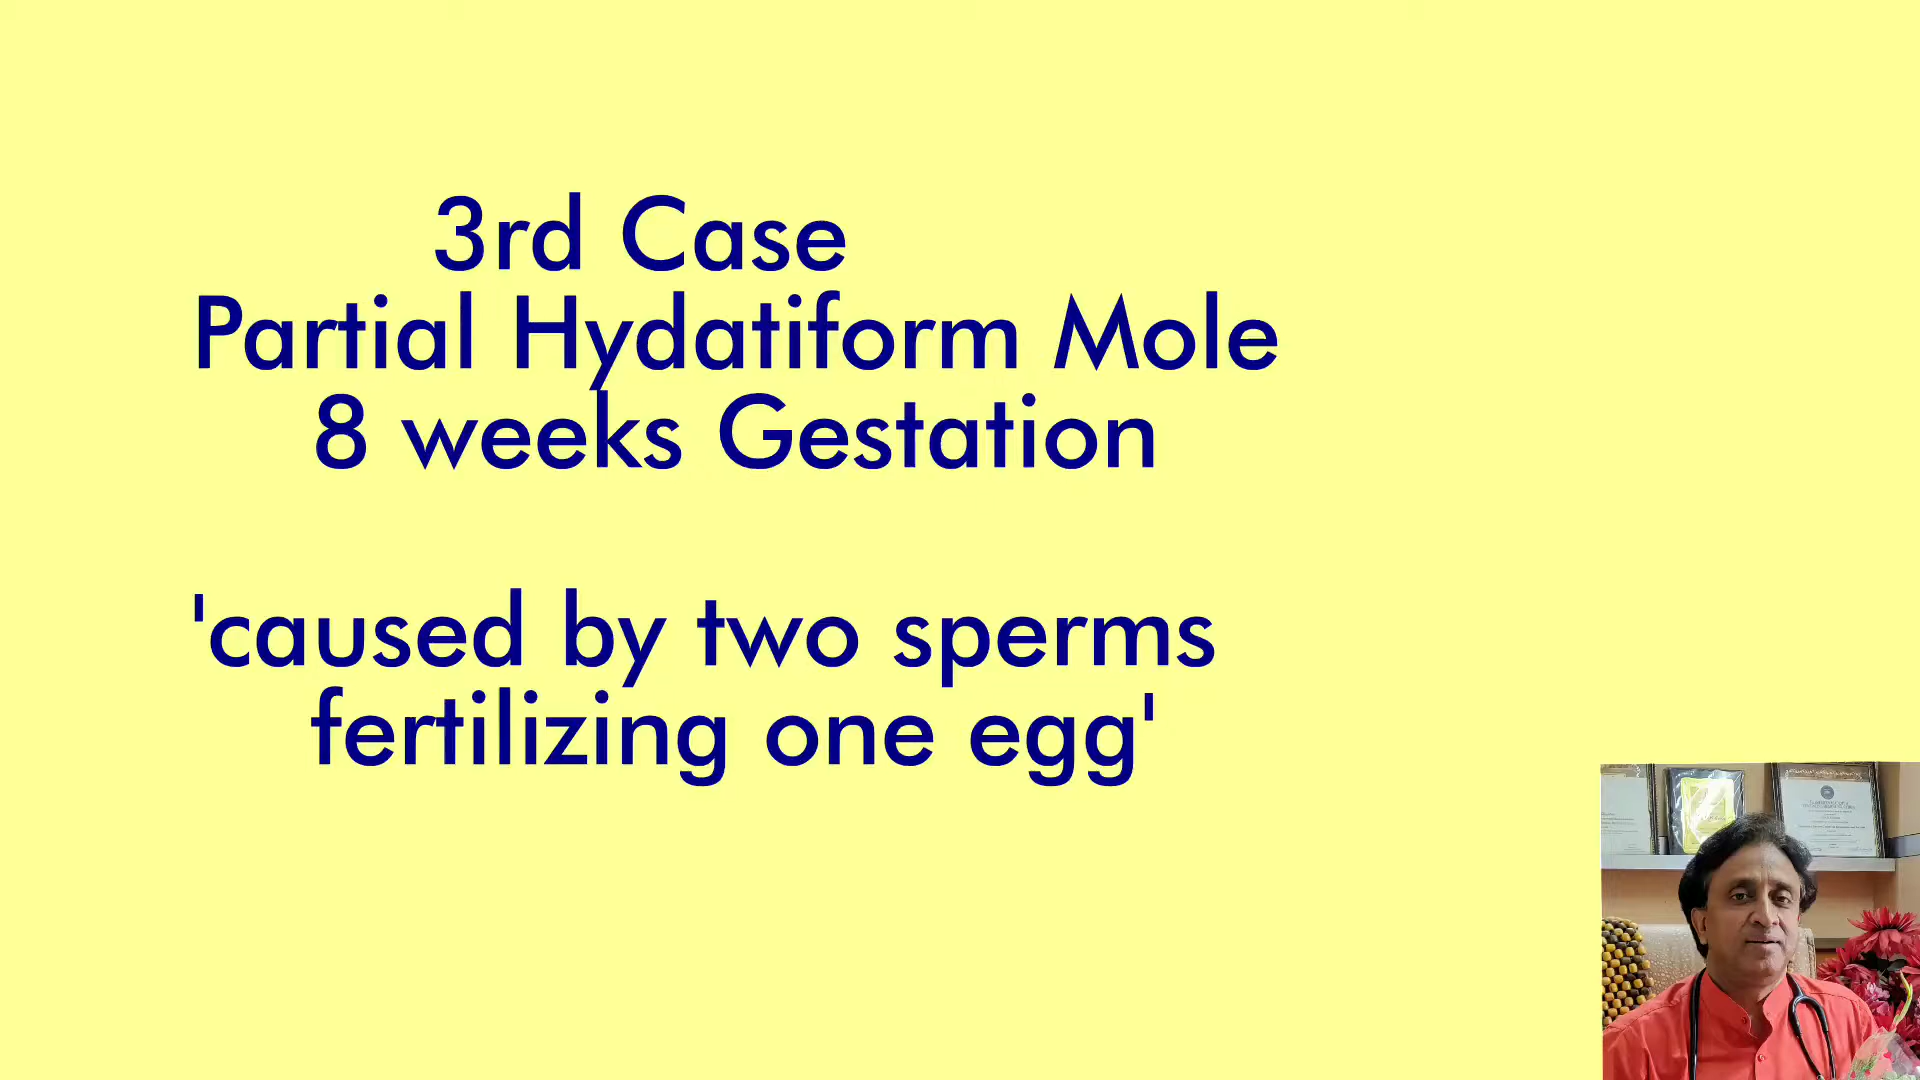 3rd Case
Partial Hydatiform Mole
8 weeks Gestation
'caused by two sperms
fertilizing one egg'